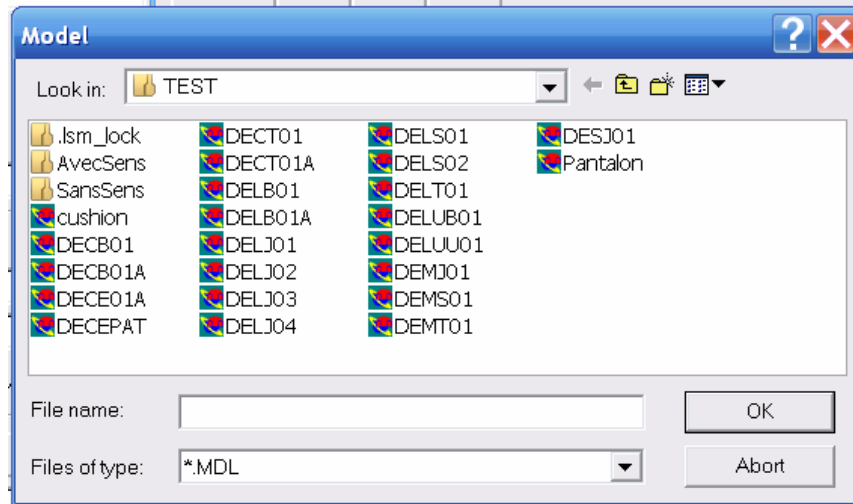 Model
Look in: TEST
.lsm_lock DECT01 DELS01 DESJ01
AvecSens DECT01A DELS02 Pantalon
SansSens DELB01 DELT01
cushion DELB01A DELUB01
DECB01 DELJ01 DELUU01
DECB01A DELJ02 DEMJ01
DECE01A DELJ03 DEMS01
DECEPAT DELJ04 DEMT01
File name: OK
Files of type: *.MDL Abort